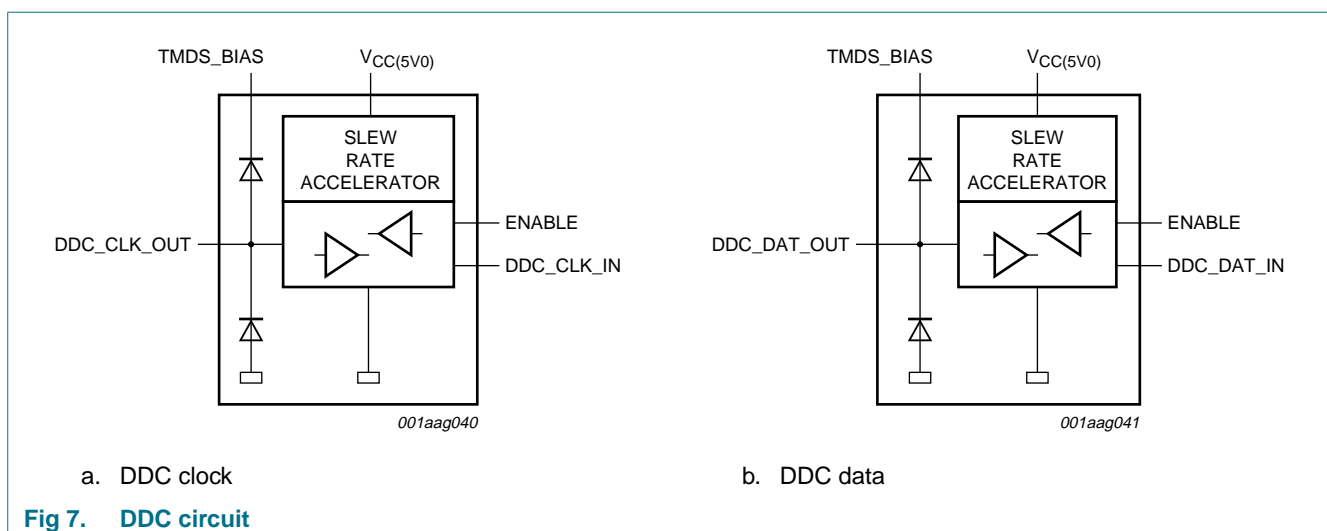 TMDS_BIAS
VCC(5V0)
SLEW
RATE
ACCELERATOR
ENABLE
DDC_CLK_OUT
DDC_CLK_IN
001aag040
a. DDC clock
TMDS_BIAS
VCC(5V0)
SLEW
RATE
ACCELERATOR
ENABLE
DDC_DAT_OUT
DDC_DAT_IN
001aag041
b. DDC data
Fig 7. DDC circuit